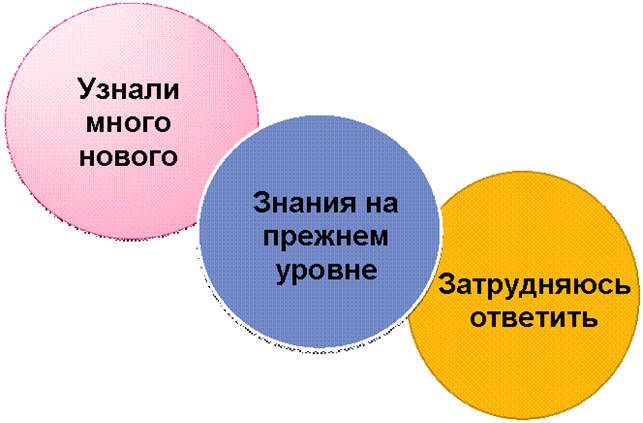 Узнали
много
нового
Знания на
прежнем
уровне
Затрудняюсь
ответить